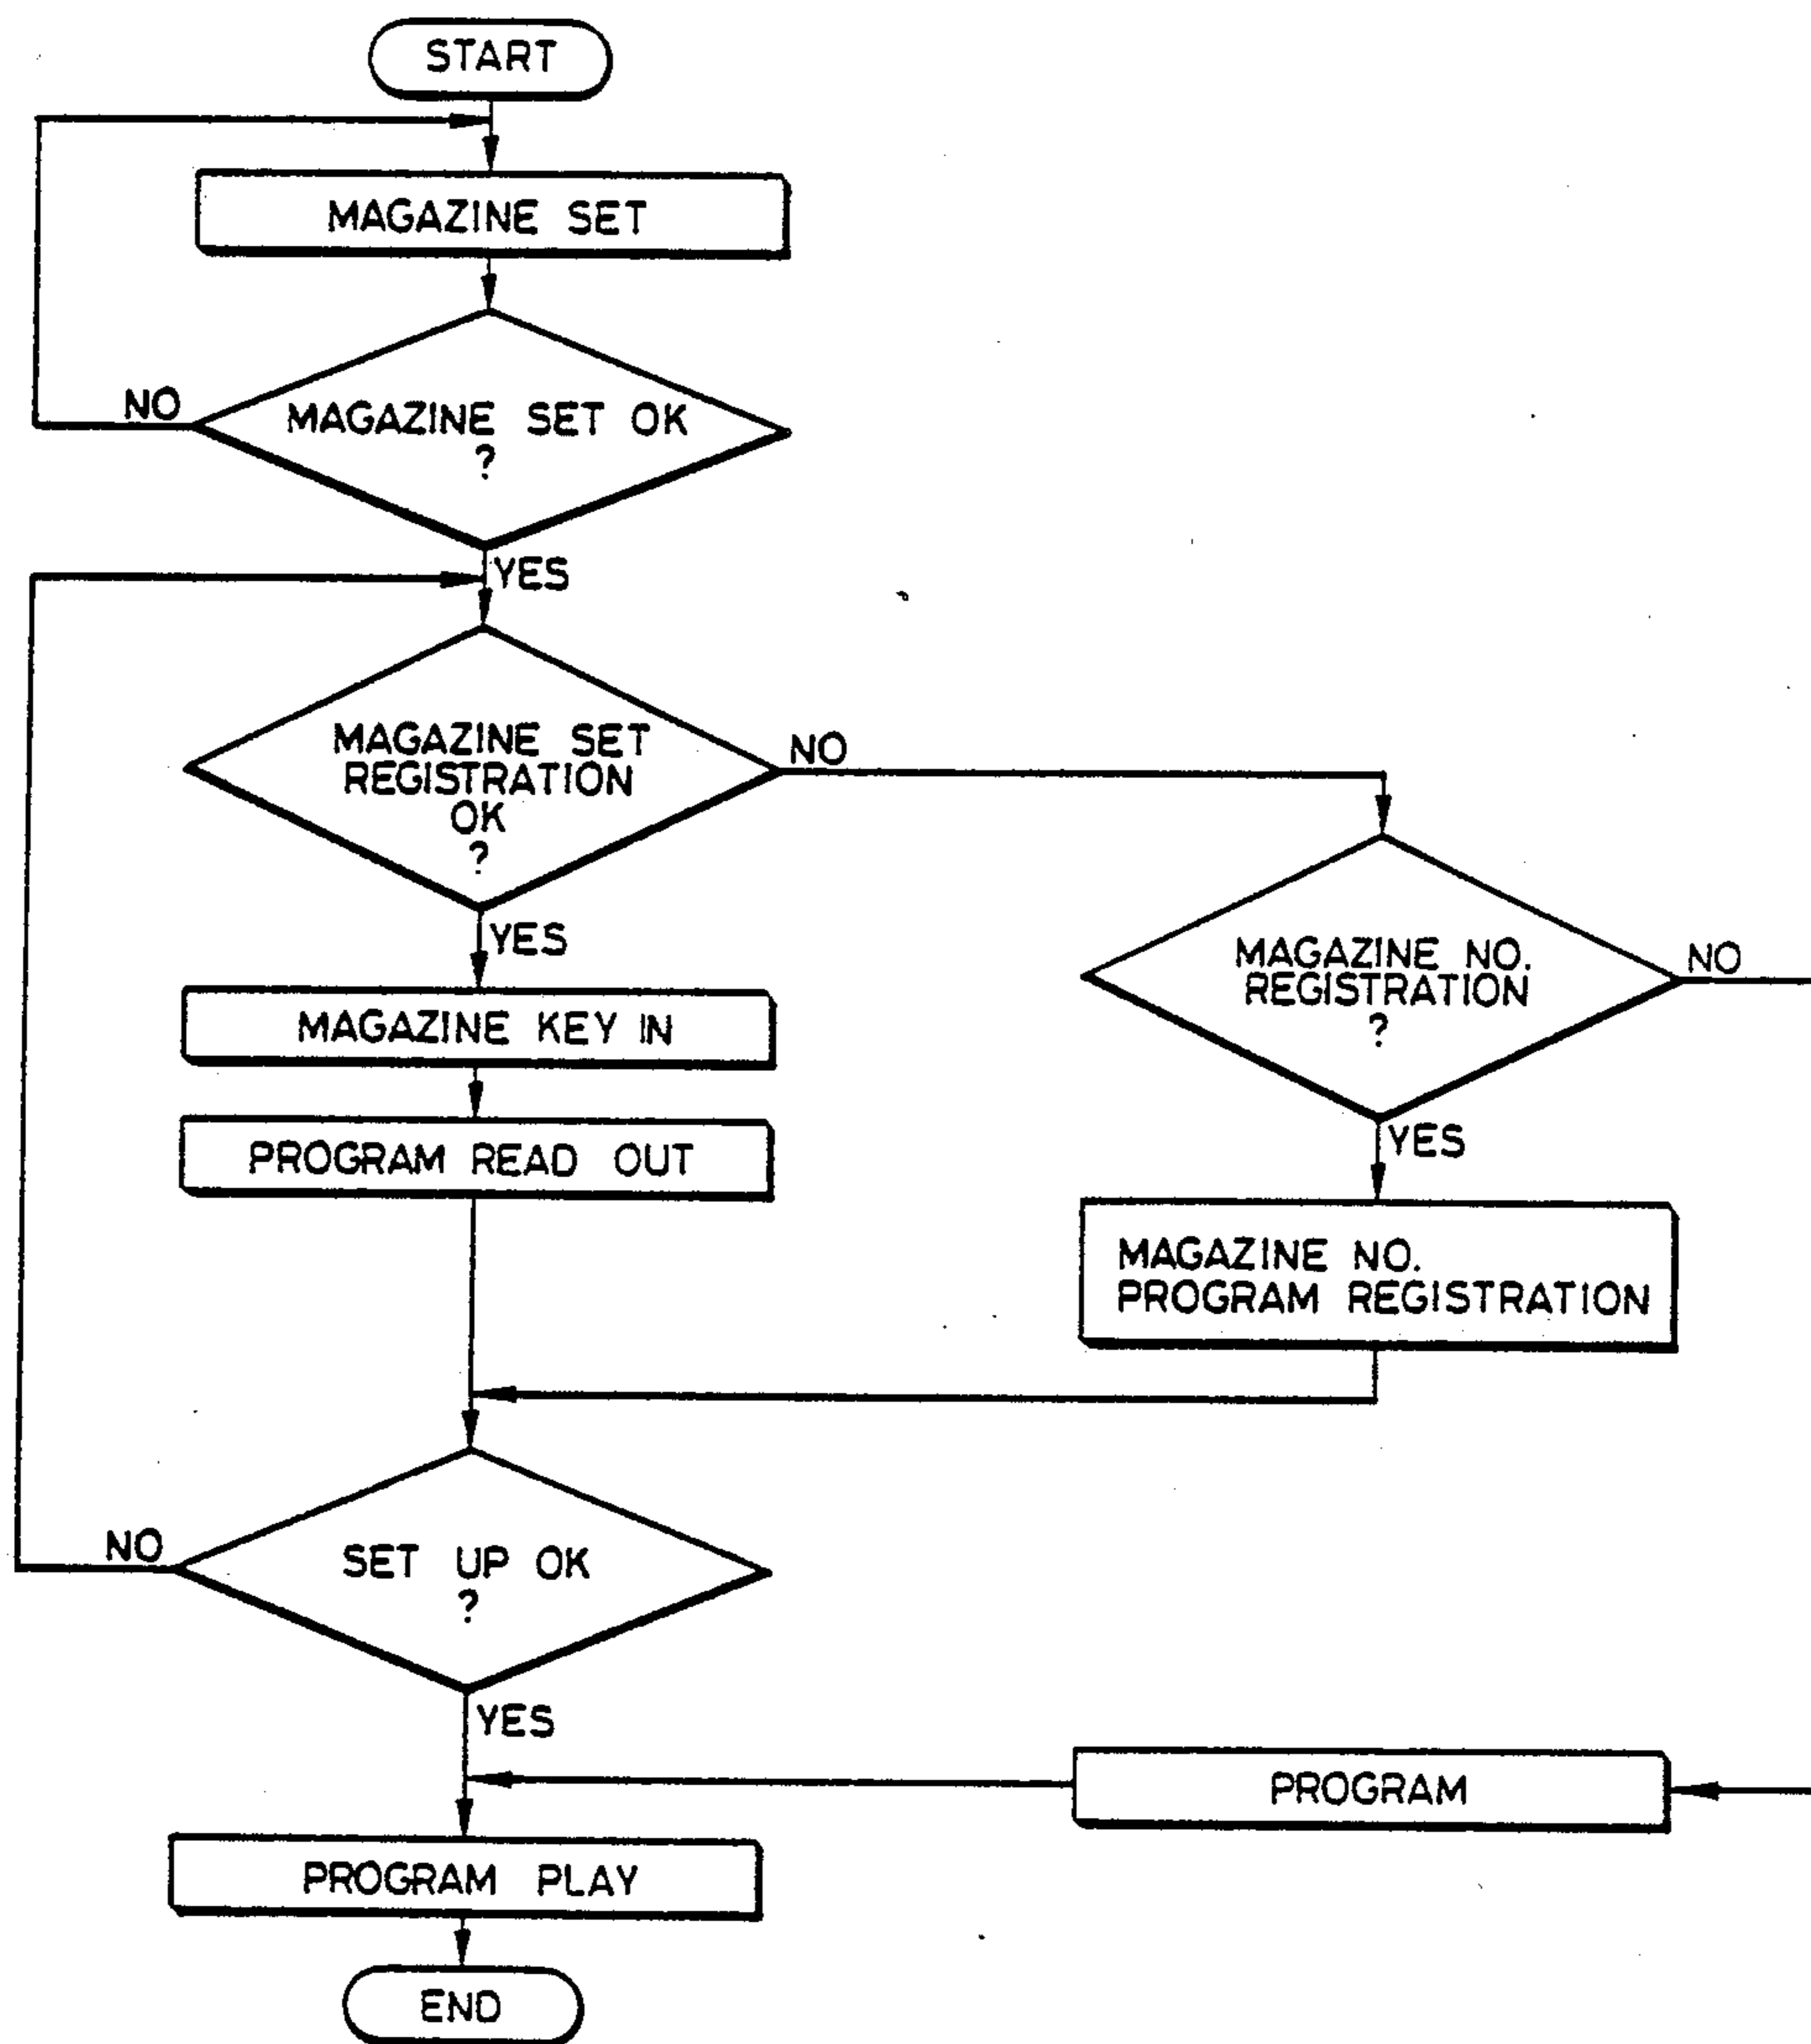 START
MAGAZINE SET
NO
MAGAZINE SET OK
?
YES
MAGAZINE SET
REGISTRATION
OK
?
NO
YES
MAGAZINE NO.
REGISTRATION
?
NO
MAGAZINE KEY IN
PROGRAM READ OUT
YES
MAGAZINE NO.
PROGRAM REGISTRATION
NO
SET UP OK
?
YES
PROGRAM
PROGRAM PLAY
END